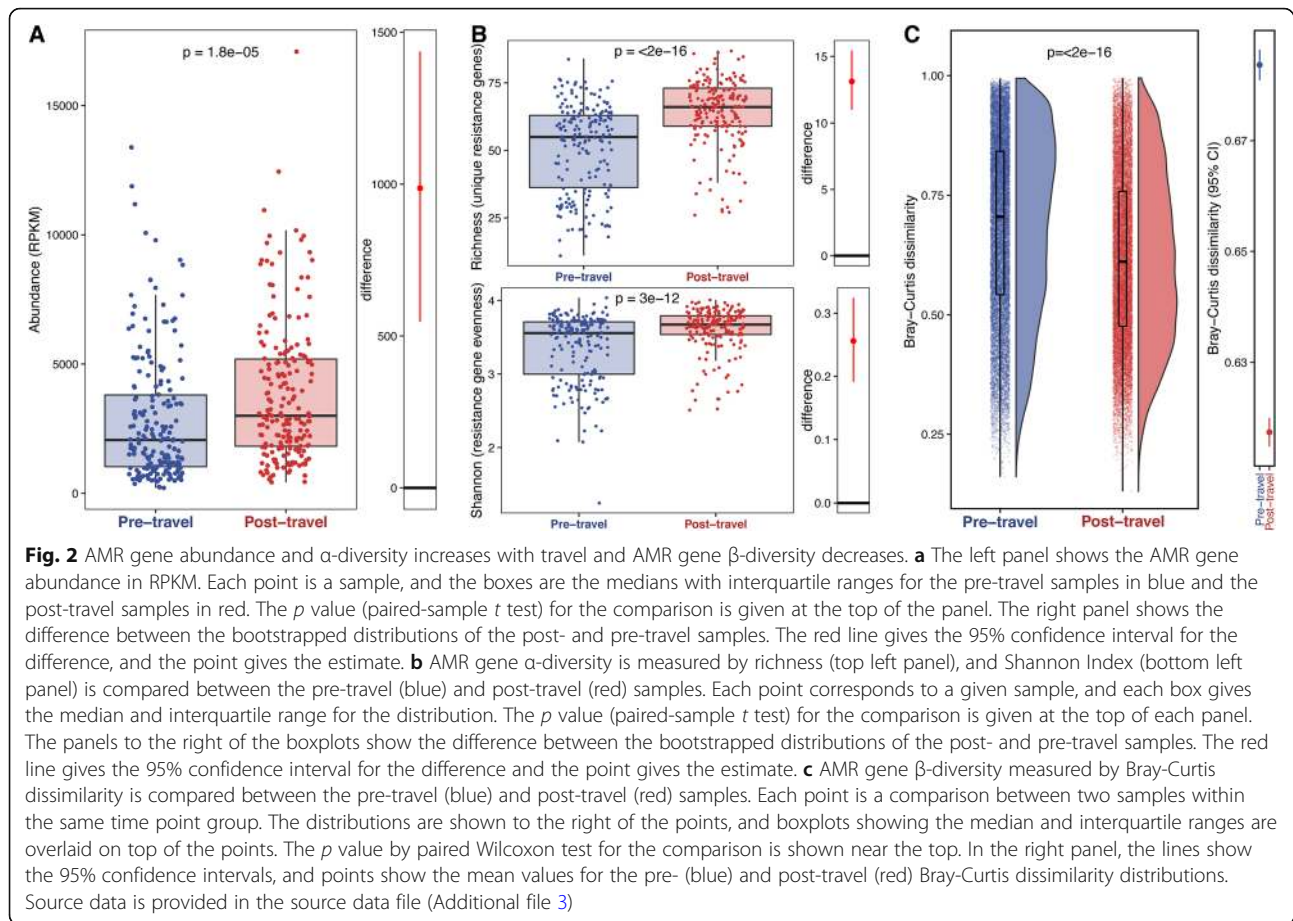 A
p = 1.8e−05
Abundance (RPKM)
15000
10000
5000
0
Pre−travel
Post−travel
difference
1500
1000
500
0
B
p = <2e−16
Richness (unique resistance genes)
75
50
25
Pre−travel
Post−travel
difference
15
10
5
0
p = 3e−12
Shannon (resistance gene evenness)
4
3
2
Pre−travel
Post−travel
difference
0.3
0.2
0.1
0.0
C
p=<2e−16
Bray−Curtis dissimilarity
1.00
0.75
0.50
0.25
Pre−travel
Post−travel
Bray−Curtis dissimilarity (95% CI)
0.67
0.65
0.63
Pre−travel
Post−travel
Fig. 2 AMR gene abundance and α-diversity increases with travel and AMR gene β-diversity decreases. a The left panel shows the AMR gene
abundance in RPKM. Each point is a sample, and the boxes are the medians with interquartile ranges for the pre-travel samples in blue and the
post-travel samples in red. The p value (paired-sample t test) for the comparison is given at the top of the panel. The right panel shows the
difference between the bootstrapped distributions of the post- and pre-travel samples. The red line gives the 95% confidence interval for the
difference, and the point gives the estimate. b AMR gene α-diversity is measured by richness (top left panel), and Shannon Index (bottom left
panel) is compared between the pre-travel (blue) and post-travel (red) samples. Each point corresponds to a given sample, and each box gives
the median and interquartile range for the distribution. The p value (paired-sample t test) for the comparison is given at the top of each panel.
The panels to the right of the boxplots show the difference between the bootstrapped distributions of the post- and pre-travel samples. The red
line gives the 95% confidence interval for the difference and the point gives the estimate. c AMR gene β-diversity measured by Bray-Curtis
dissimilarity is compared between the pre-travel (blue) and post-travel (red) samples. Each point is a comparison between two samples within
the same time point group. The distributions are shown to the right of the points, and boxplots showing the median and interquartile ranges are
overlaid on top of the points. The p value by paired Wilcoxon test for the comparison is shown near the top. In the right panel, the lines show
the 95% confidence intervals, and points show the mean values for the pre- (blue) and post-travel (red) Bray-Curtis dissimilarity distributions.
Source data is provided in the source data file (Additional file 3)